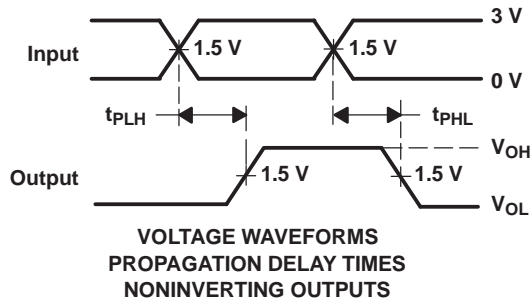 3 V
Input
1.5 V
1.5 V
0 V
tPLH
tPHL
VOH
Output
1.5 V
1.5 V
VOL
VOLTAGE WAVEFORMS
PROPAGATION DELAY TIMES
NONINVERTING OUTPUTS